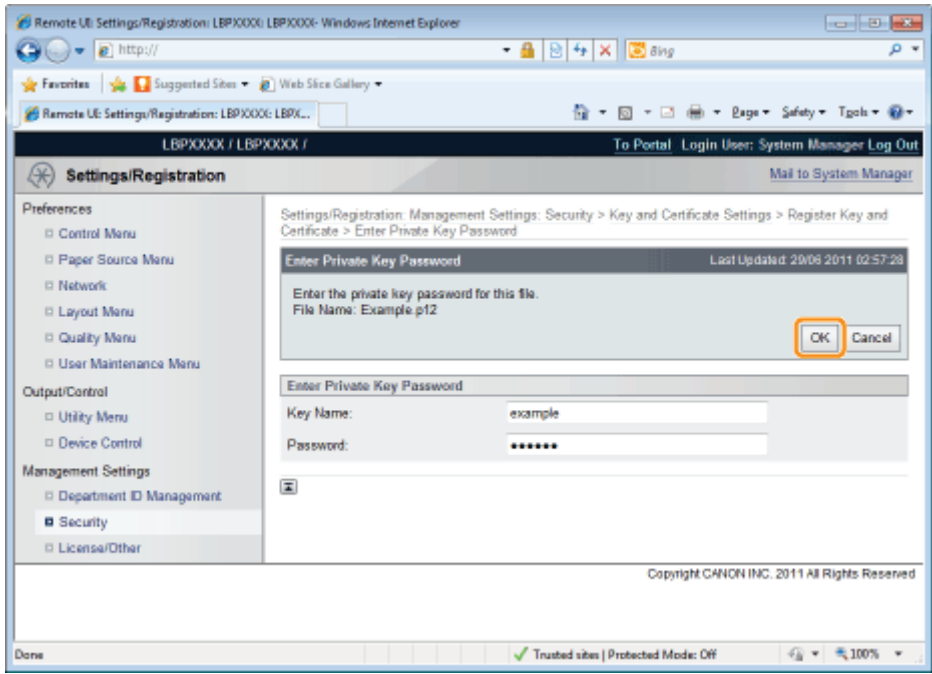 Remote UI: Settings/Registration: LBPXXXX: LBPXXXX- Windows Internet Explorer
http://
Bing
Favorites Suggested Sites Web Slice Gallery
Remote UI: Settings/Registration: LBPXXXX: LBPX...
Page Safety Tools
LBPXXXX / LBPXXXX /
To Portal Login User: System Manager Log Out
Settings/Registration
Mail to System Manager
Preferences
Control Menu
Paper Source Menu
Network
Layout Menu
Quality Menu
User Maintenance Menu
Output/Control
Utility Menu
Device Control
Management Settings
Department ID Management
Security
License/Other
Settings/Registration: Management Settings: Security > Key and Certificate Settings > Register Key and
Certificate > Enter Private Key Password
Enter Private Key Password
Last Updated: 29/06 2011 02:57:28
Enter the private key password for this file.
File Name: Example.p12
OK Cancel
Enter Private Key Password
Key Name: example
Password: ••••••
Copyright CANON INC. 2011 All Rights Reserved
Done
Trusted sites | Protected Mode: Off
100%